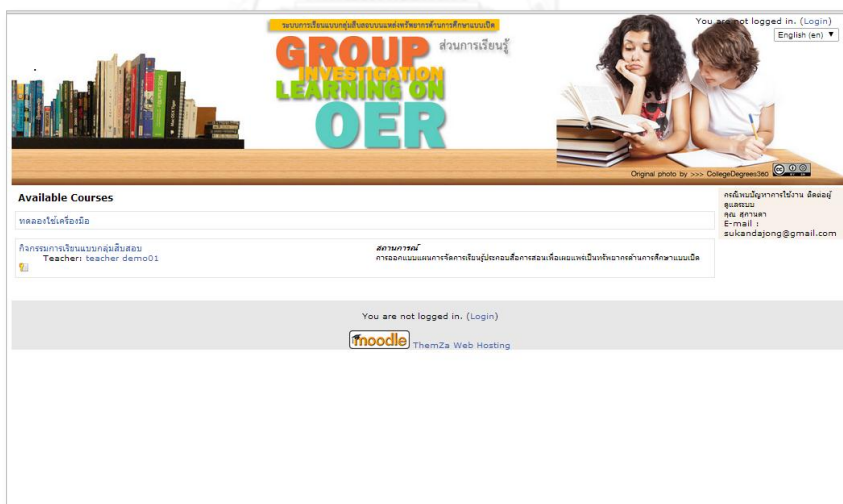 ระบบการเรียนแบบกลุ่มสืบสอบบนแหล่งทรัพยากรด้านการศึกษาแบบเปิด
GROUP ส่วนการเรียนรู้
INVESTIGATION
LEARNING ON
OER
You are not logged in. (Login)
English (en) ▼
Original photo by >>> CollegeDegrees360
Available Courses
ทดลองใช้เครื่องมือ
กิจกรรมการเรียนแบบกลุ่มสืบสอบ
Teacher: teacher demo01
สถานการณ์
การออกแบบแผนการจัดการเรียนรู้ประกอบสื่อการสอนเพื่อเผยแพร่เป็นทรัพยากรด้านการศึกษาแบบเปิด
กรณีพบปัญหาการใช้งาน ติดต่อผู้
ดูแลระบบ
คุณ สุกานดา
E-mail :
sukandajong@gmail.com
You are not logged in. (Login)
moodle ThemZa Web Hosting